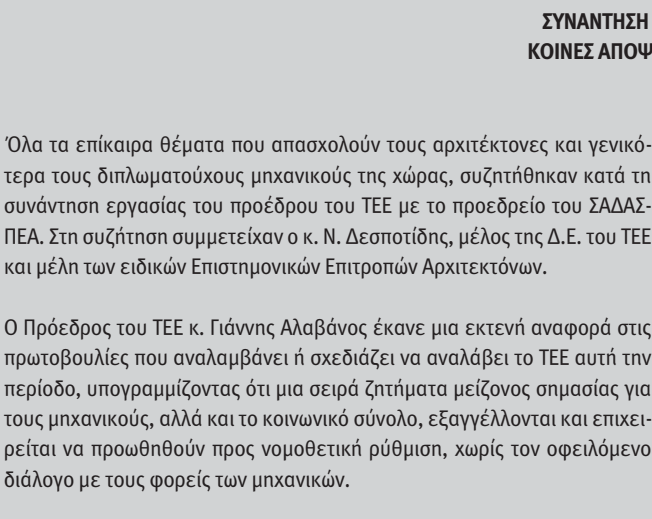 ΣΥΝΑΝΤΗΣΗ
ΚΟΙΝΕΣ ΑΠΟΨ
Όλα τα επίκαιρα θέματα που απασχολούν τους αρχιτέκτονες και γενικό-
τερα τους διπλωματούχους μηχανικούς της χώρας, συζητήθηκαν κατά τη
συνάντηση εργασίας του προέδρου του ΤΕΕ με το προεδρείο του ΣΑΔΑΣ-
ΠΕΑ. Στη συζήτηση συμμετείχαν ο κ. Ν. Δεσποτίδης, μέλος της Δ.Ε. του ΤΕΕ
και μέλη των ειδικών Επιστημονικών Επιτροπών Αρχιτεκτόνων.
Ο Πρόεδρος του ΤΕΕ κ. Γιάννης Αλαβάνος έκανε μια εκτενή αναφορά στις
πρωτοβουλίες που αναλαμβάνει ή σχεδιάζει να αναλάβει το ΤΕΕ αυτή την
περίοδο, υπογραμμίζοντας ότι μια σειρά ζητήματα μείζονος σημασίας για
τους μηχανικούς, αλλά και το κοινωνικό σύνολο, εξαγγέλλονται και επιχει-
ρείται να προωθηθούν προς νομοθετική ρύθμιση, χωρίς τον οφειλόμενο
διάλογο με τους φορείς των μηχανικών.